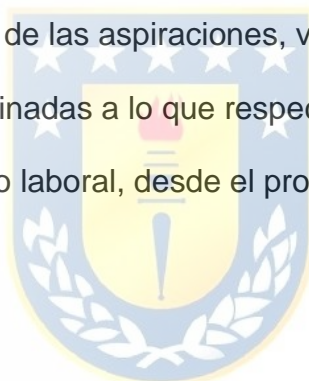 de las aspiraciones, v
inadas a lo que respec
o laboral, desde el pro